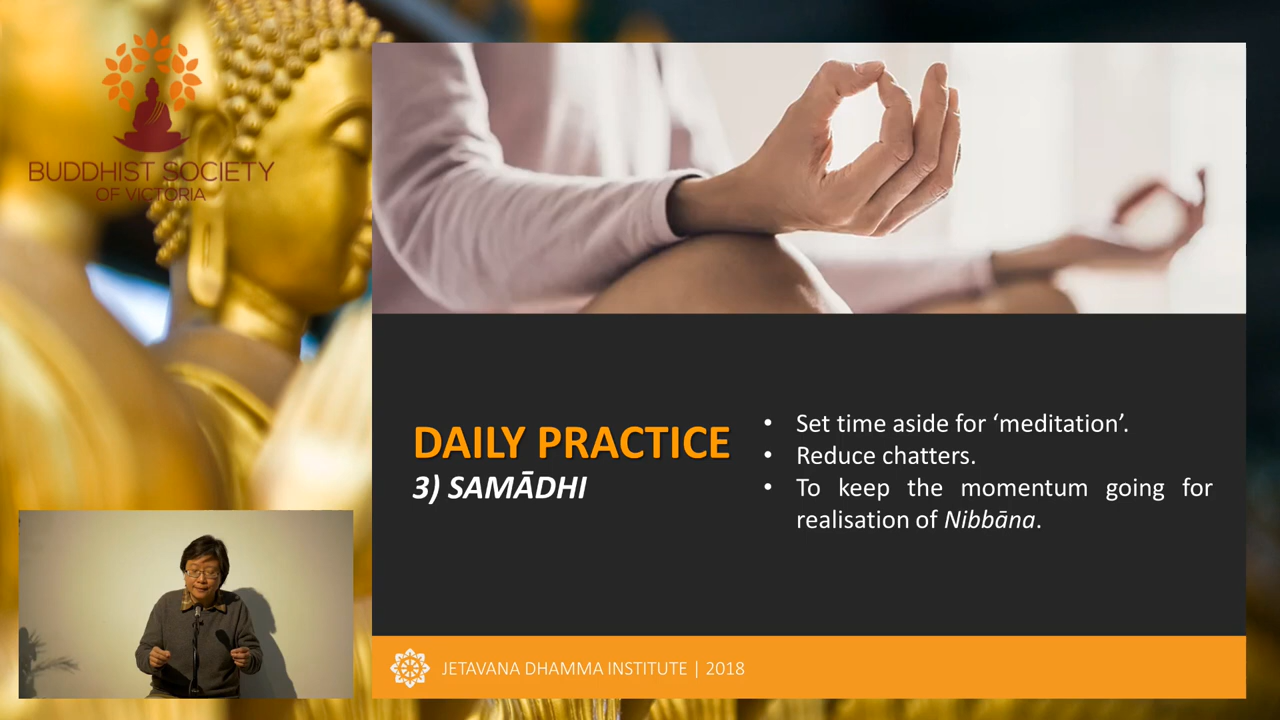 BUDDHIST SOCIETY
OF VICTORIA
DAILY PRACTICE
3) SAMĀDHI
• Set time aside for ‘meditation’.
• Reduce chatters.
• To keep the momentum going for
realisation of Nibbāna.
JETAVANA DHAMMA INSTITUTE | 2018